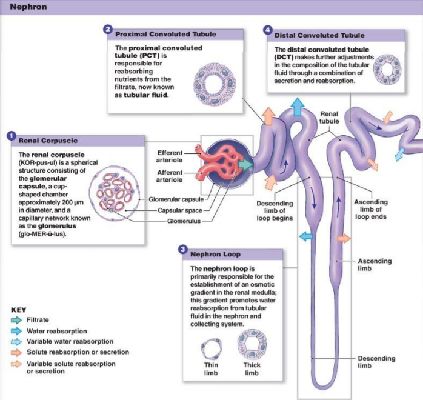 Nephron
2 Proximal Convoluted Tubule
The proximal convoluted
tubule (PCT) is
responsible for
reabsorbing
nutrients from the
filtrate, now known
as tubular fluid.
4 Distal Convoluted Tubule
The distal convoluted tubule
(DCT) makes further adjustments
in the composition of the tubular
fluid through a combination of
secretion and reabsorption.
1 Renal Corpuscle
The renal corpuscle
(KOR-pus-ul) is a spherical
structure consisting of
the glomerular
capsule, a cup-
shaped chamber
approximately 200 µm
in diameter, and a
capillary network known
as the glomerulus
(glo-MER-ū-lus).
Efferent
arteriole
Afferent
arteriole
Glomerular capsule
Capsular space
Glomerulus
Renal
tubule
Descending
limb of
loop begins
Ascending
limb of
loop ends
3 Nephron Loop
The nephron loop is
primarily responsible for the
establishment of an osmotic
gradient in the renal medulla;
this gradient promotes water
reabsorption from tubular
fluid in the nephron and
collecting system.
Thin
limb
Thick
limb
Ascending
limb
Descending
limb
KEY
Filtrate
Water reabsorption
Variable water reabsorption
Solute reabsorption or secretion
Variable solute reabsorption
or secretion